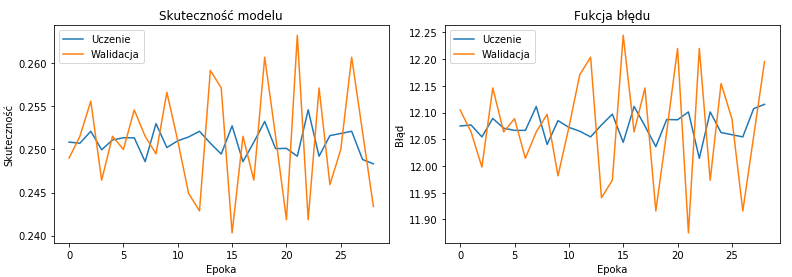 Skuteczność modelu
Uczenie
Walidacja
0.260
0.255
0.250
0.245
0.240
Skuteczność
0 5 10 15 20 25
Epoka
Fukcja błędu
Uczenie
Walidacja
12.25
12.20
12.15
12.10
12.05
12.00
11.95
11.90
Błąd
0 5 10 15 20 25
Epoka